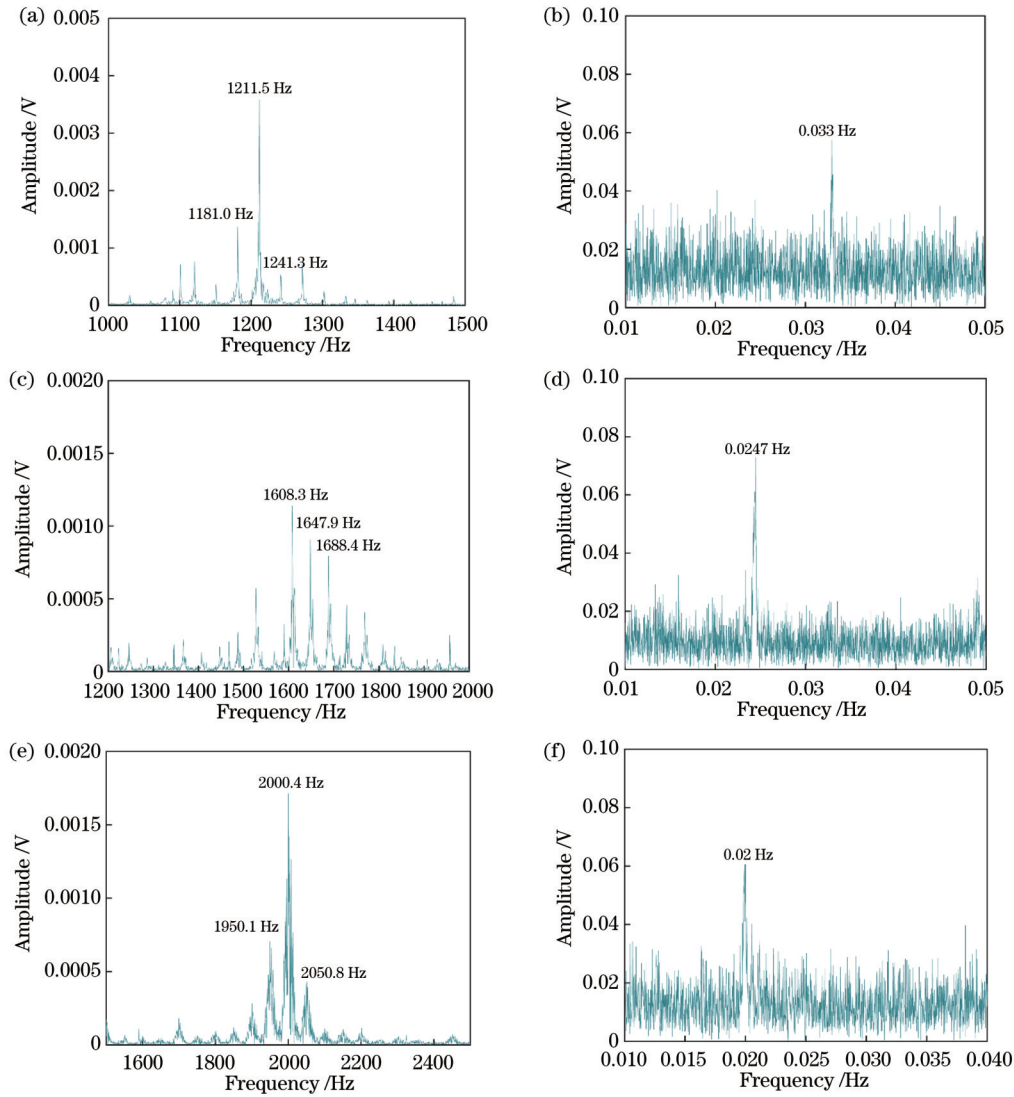 (a)
0.005
0.004
0.003
0.002
0.001
0
Amplitude /V
1211.5 Hz
1181.0 Hz
1241.3 Hz
1000 1100 1200 1300 1400 1500
Frequency /Hz
(b)
0.10
0.08
0.06
0.04
0.02
0
Amplitude /V
0.033 Hz
0.01 0.02 0.03 0.04 0.05
Frequency /Hz
(c)
0.0020
0.0015
0.0010
0.0005
0
Amplitude /V
1608.3 Hz
1647.9 Hz
1688.4 Hz
1200 1300 1400 1500 1600 1700 1800 1900 2000
Frequency /Hz
(d)
0.10
0.08
0.06
0.04
0.02
0
Amplitude /V
0.0247 Hz
0.01 0.02 0.03 0.04 0.05
Frequency /Hz
(e)
0.0020
0.0015
0.0010
0.0005
0
Amplitude /V
2000.4 Hz
1950.1 Hz
2050.8 Hz
1600 1800 2000 2200 2400
Frequency /Hz
(f)
0.10
0.08
0.06
0.04
0.02
0
Amplitude /V
0.02 Hz
0.010 0.015 0.020 0.025 0.030 0.035 0.040
Frequency /Hz